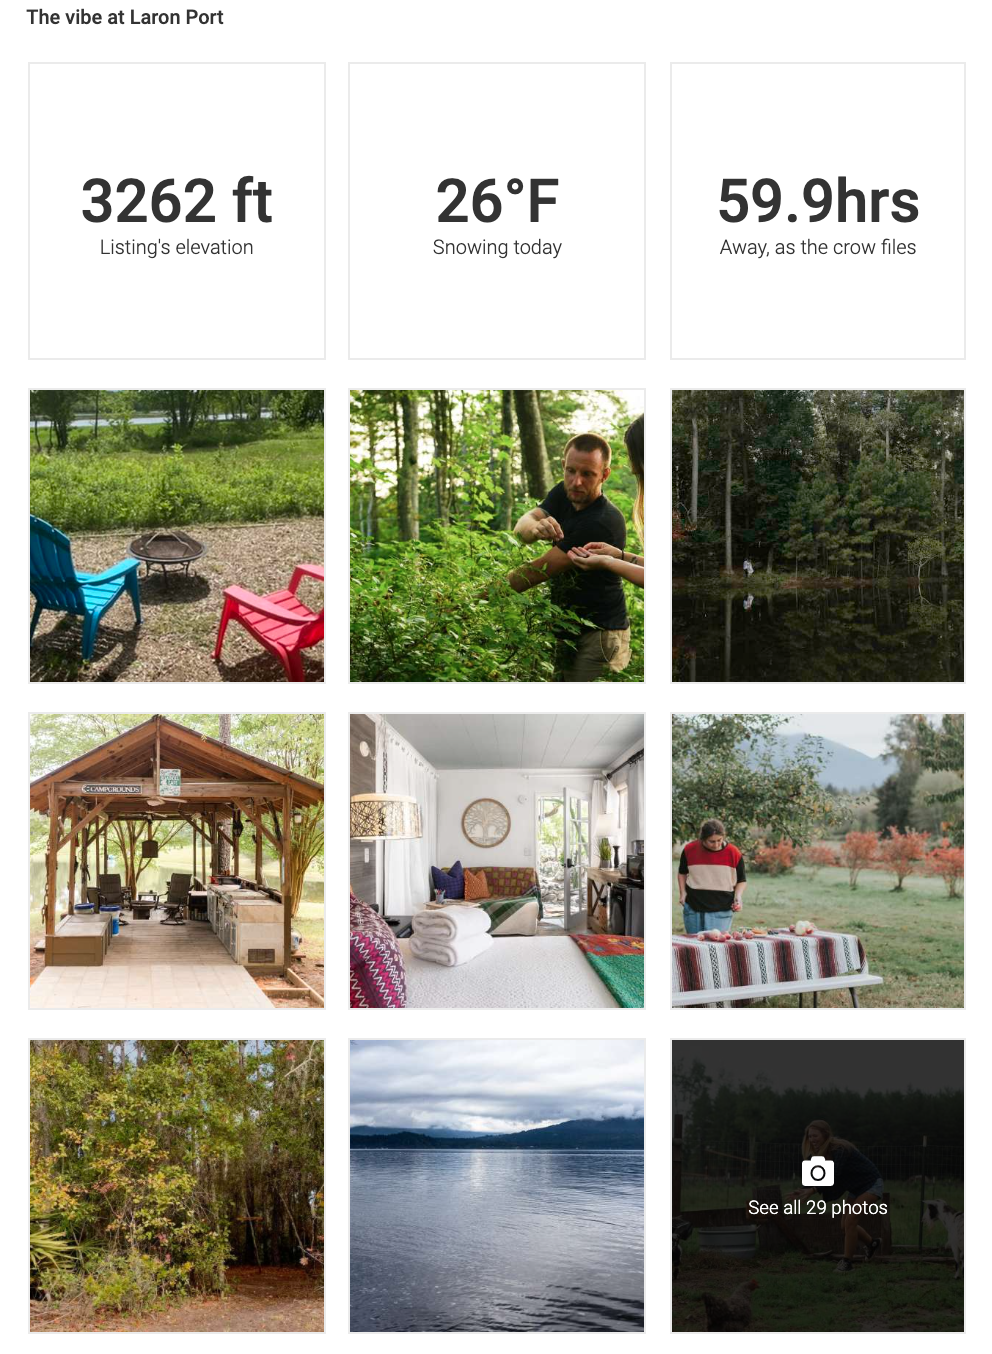 The vibe at Laron Port
3262 ft
Listing's elevation
26°F
Snowing today
59.9hrs
Away, as the crow files
CAMPGROUNDS
See all 29 photos